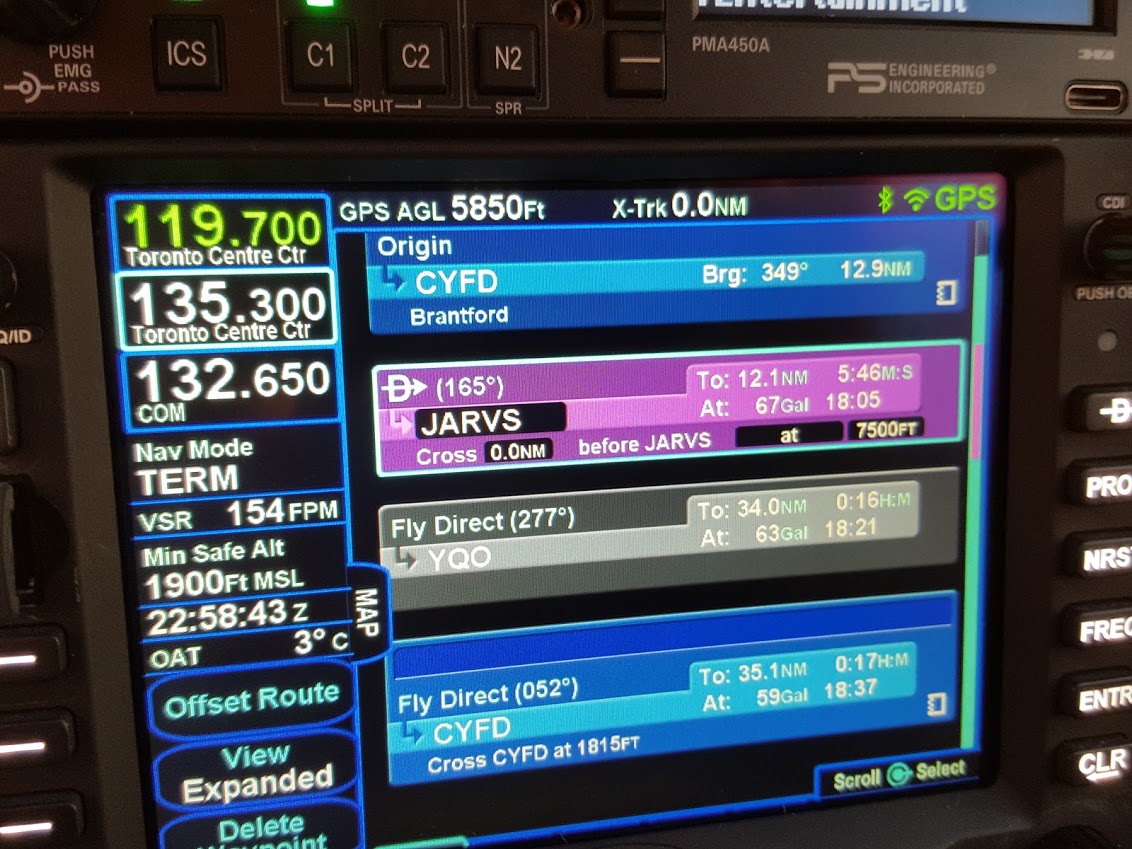 Entertainment
PUSH
EMG
PASS
ICS
C1
C2
N2
SPLIT
SPR
PMA450A
PS ENGINEERING®
INCORPORATED
119.700
Toronto Centre Ctr
135.300
Toronto Centre Ctr
132.650
COM
Nav Mode
TERM
VSR 154FPM
Min Safe Alt
1900Ft MSL
22:58:43 Z
OAT 3° C
Offset Route
View
Expanded
Delete
Waypoint
MAP
GPS AGL 5850Ft X-Trk 0.0NM GPS
Origin
CYFD Brg: 349° 12.9NM
Brantford
D (165°) To: 12.1NM 5:46M:S
At: 67Gal 18:05
JARVS
Cross 0.0NM before JARVS at 7500FT
Fly Direct (277°) To: 34.0NM 0:16H:M
At: 63Gal 18:21
YQO
Fly Direct (052°) To: 35.1NM 0:17H:M
At: 59Gal 18:37
CYFD
Cross CYFD at 1815FT
Scroll Select
CDI
PUSH
D
PRO
NRST
FREQ
ENTR
CLR
Q/ID